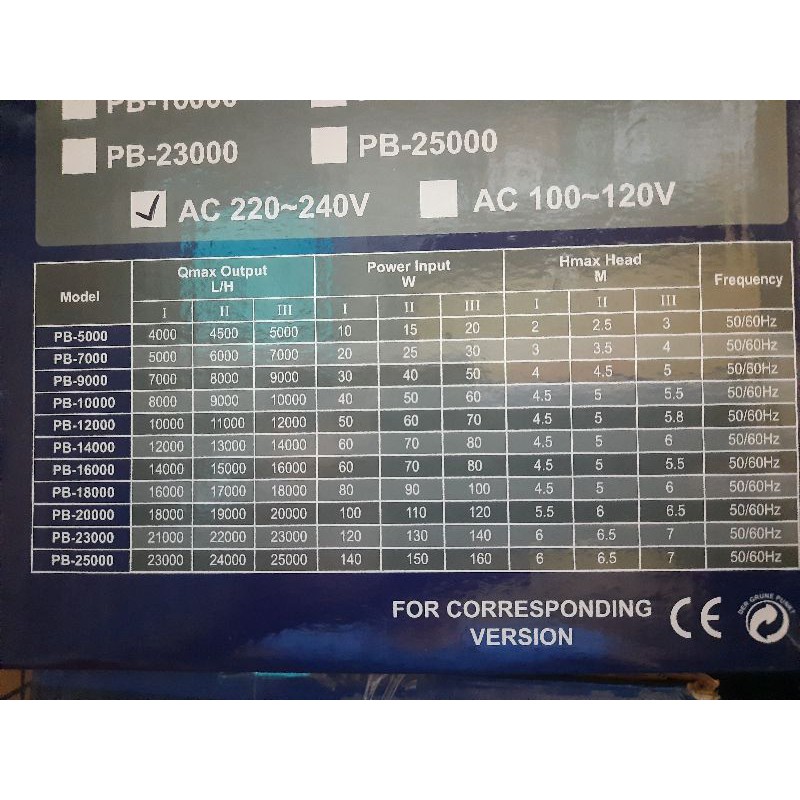 PB-10000
PB-23000 PB-25000
✓ AC 220~240V AC 100~120V
Model Qmax Output L/H Power Input W Hmax Head M Frequency
I II III I II III I II III
PB-5000 4000 4500 5000 10 15 20 2 2.5 3 50/60Hz
PB-7000 5000 6000 7000 20 25 30 3 3.5 4 50/60Hz
PB-9000 7000 8000 9000 30 40 50 4 4.5 5 50/60Hz
PB-10000 8000 9000 10000 40 50 60 4.5 5 5.5 50/60Hz
PB-12000 10000 11000 12000 50 60 70 4.5 5 5.8 50/60Hz
PB-14000 12000 13000 14000 60 70 80 4.5 5 6 50/60Hz
PB-16000 14000 15000 16000 60 70 80 4.5 5 5.5 50/60Hz
PB-18000 16000 17000 18000 80 90 100 4.5 5 6 50/60Hz
PB-20000 18000 19000 20000 100 110 120 5.5 6 6.5 50/60Hz
PB-23000 21000 22000 23000 120 130 140 6 6.5 7 50/60Hz
PB-25000 23000 24000 25000 140 150 160 6 6.5 7 50/60Hz
FOR CORRESPONDING
VERSION
CE
DER GRÜNE PUNKT